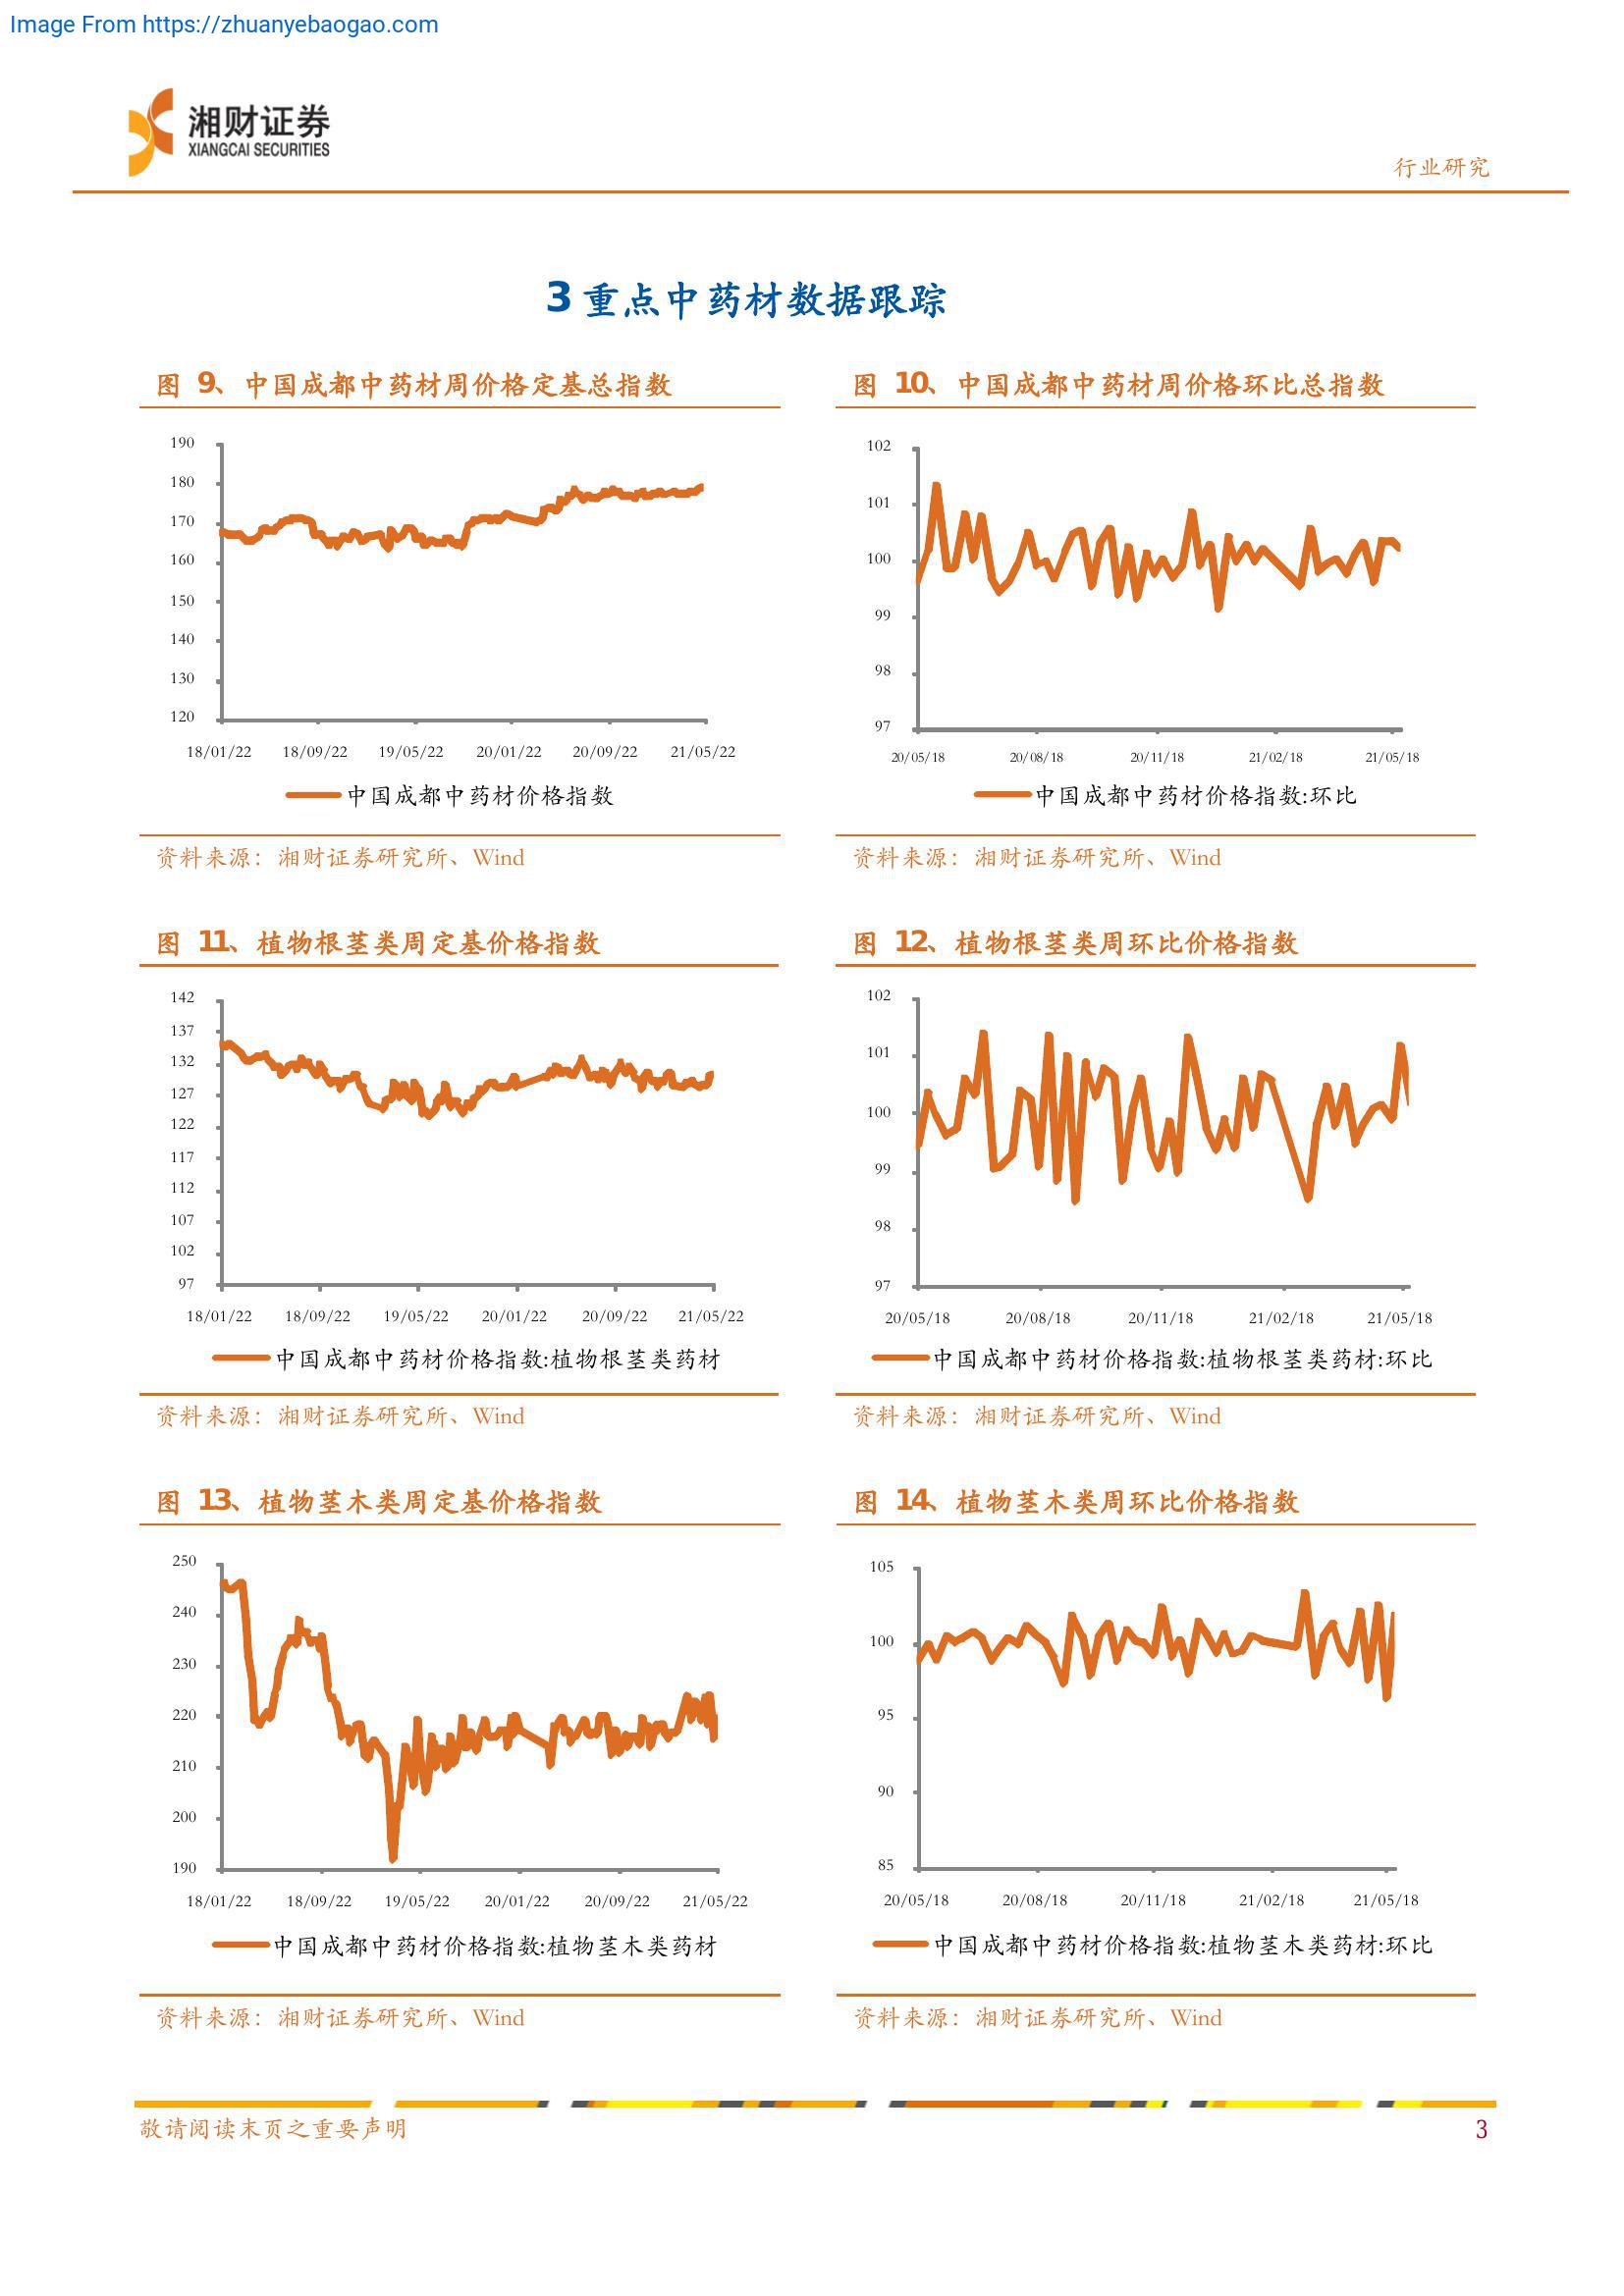 Image From https://zhuanyebaogao.com
湘财证券
XIANGCAI SECURITIES
行业研究
3 重点中药材数据跟踪
图 9、中国成都中药材周价格定基总指数
190
180
170
160
150
140
130
120
18/01/22 18/09/22 19/05/22 20/01/22 20/09/22 21/05/22
中国成都中药材价格指数
资料来源：湘财证券研究所、Wind
图 10、中国成都中药材周价格环比总指数
102
101
100
99
98
97
20/05/18 20/08/18 20/11/18 21/02/18 21/05/18
中国成都中药材价格指数:环比
资料来源：湘财证券研究所、Wind
图 11、植物根茎类周定基价格指数
142
137
132
127
122
117
112
107
102
97
18/01/22 18/09/22 19/05/22 20/01/22 20/09/22 21/05/22
中国成都中药材价格指数:植物根茎类药材
资料来源：湘财证券研究所、Wind
图 12、植物根茎类周环比价格指数
102
101
100
99
98
97
20/05/18 20/08/18 20/11/18 21/02/18 21/05/18
中国成都中药材价格指数:植物根茎类药材:环比
资料来源：湘财证券研究所、Wind
图 13、植物茎木类周定基价格指数
250
240
230
220
210
200
190
18/01/22 18/09/22 19/05/22 20/01/22 20/09/22 21/05/22
中国成都中药材价格指数:植物茎木类药材
资料来源：湘财证券研究所、Wind
图 14、植物茎木类周环比价格指数
105
100
95
90
85
20/05/18 20/08/18 20/11/18 21/02/18 21/05/18
中国成都中药材价格指数:植物茎木类药材:环比
资料来源：湘财证券研究所、Wind
敬请阅读末页之重要声明
3